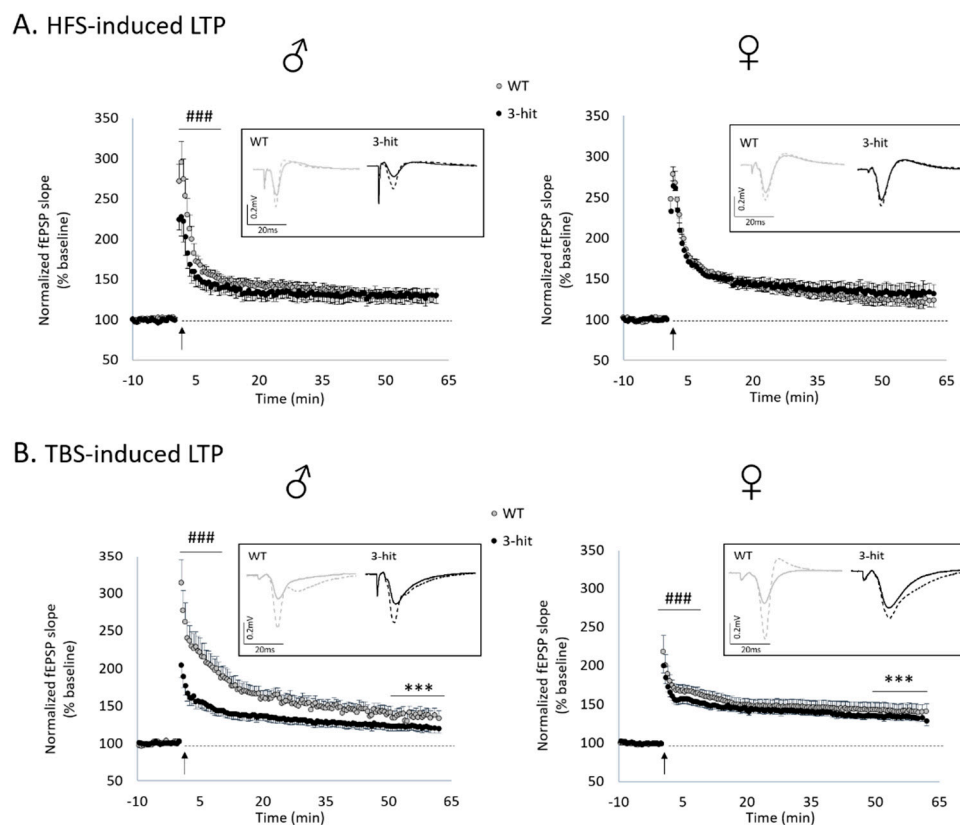 A. HFS-induced LTP
♂
♀
WT
3-hit
###
350
300
250
200
150
100
50
Normalized fEPSP slope
(% baseline)
WT
3-hit
0.2mV
20ms
-10
5
20
35
50
65
Time (min)
350
300
250
200
150
100
50
Normalized fEPSP slope
(% baseline)
WT
3-hit
0.2mV
20ms
-10
5
20
35
50
65
Time (min)
B. TBS-induced LTP
♂
♀
WT
3-hit
###
350
300
250
200
150
100
50
Normalized fEPSP slope
(% baseline)
WT
3-hit
0.2mV
20ms
***
-10
5
20
35
50
65
Time (min)
350
300
250
200
150
100
50
Normalized fEPSP slope
(% baseline)
###
WT
3-hit
0.2mV
20ms
***
-10
5
20
35
50
65
Time (min)